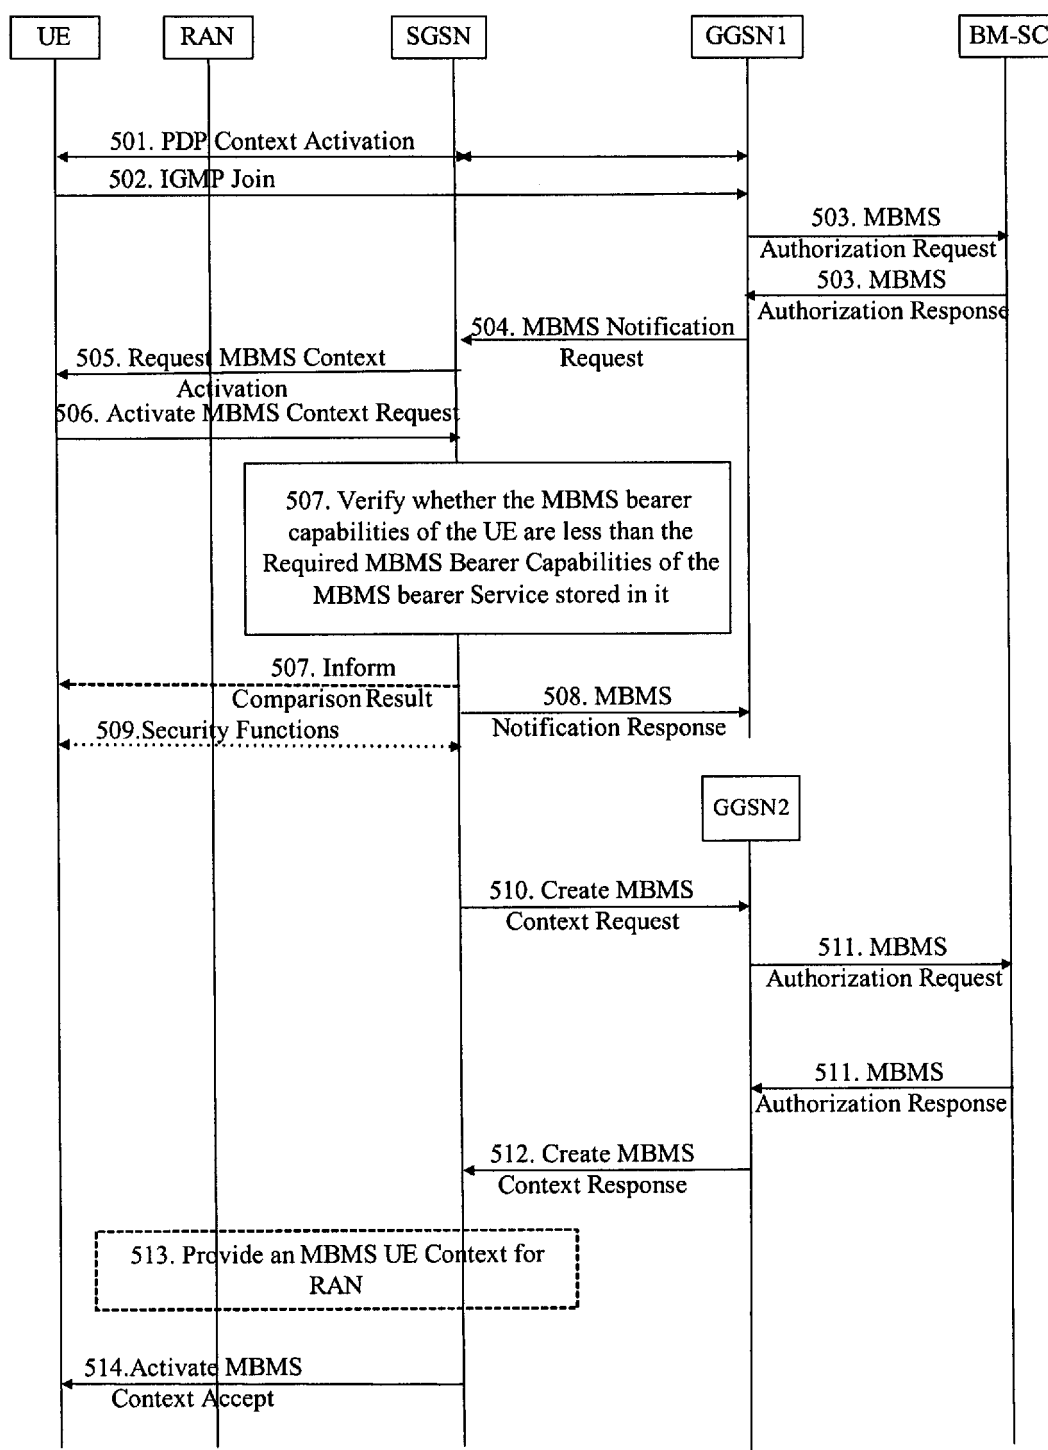 UE
RAN
SGSN
GGSN1
BM-SC
501. PDP Context Activation
502. IGMP Join
503. MBMS
Authorization Request
503. MBMS
Authorization Response
504. MBMS Notification
Request
505. Request MBMS Context
Activation
506. Activate MBMS Context Request
507. Verify whether the MBMS bearer
capabilities of the UE are less than the
Required MBMS Bearer Capabilities of the
MBMS bearer Service stored in it
507. Inform
Comparison Result
508. MBMS
Notification Response
509.Security Functions
GGSN2
510. Create MBMS
Context Request
511. MBMS
Authorization Request
511. MBMS
Authorization Response
512. Create MBMS
Context Response
513. Provide an MBMS UE Context for
RAN
514.Activate MBMS
Context Accept